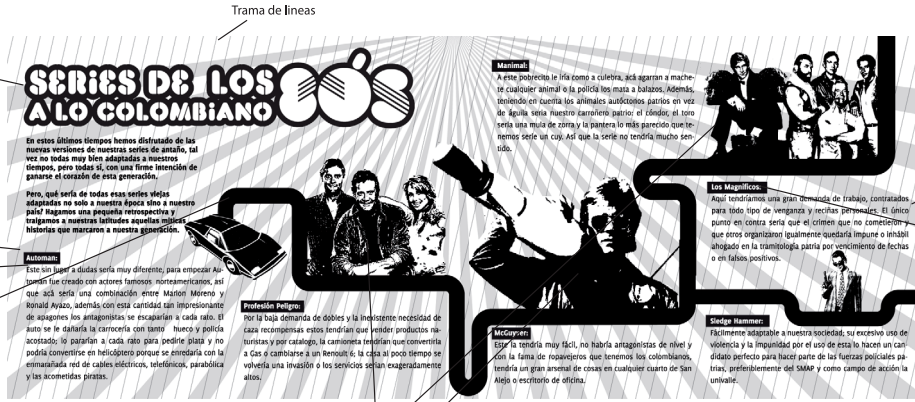 Trama de lineas
SERiES DE LOS 80s
A LO COLOMBiANO
En estos últimos tiempos hemos disfrutado de las
nuevas versiones de nuestras series de antaño, tal
vez no todas muy bien adaptadas a nuestros
tiempos, pero todas si, con una firme intención de
ganarse el corazón de esta generación.
Pero, qué sería de todas esas series viejas
adaptadas no solo a nuestra época sino a nuestro
país? Hagamos una pequeña retrospectiva y
traigamos a nuestras latitudes aquellas míticas
historias que marcaron a nuestra generación.
Automan:
Este sin lugar a dudas sería muy diferente, para empezar Au-
tomán fue creado con actores famosos norteamericanos, así
que acá sería una combinación entre Marlon Moreno y
Ronald Ayazo, además con esta cantidad tan impresionante
de apagones los antagonistas se escaparían a cada rato. El
auto se le dañaría la carrocería con tanto hueco y policía
acostado; lo pararían a cada rato para pedirle plata y no
podría convertirse en helicóptero porque se enredaría con la
enmarañada red de cables eléctricos, telefónicos, parabólica
y las acometidas piratas.
Profesión Peligro:
Por la baja demanda de dobles y la inexistente necesidad de
caza recompensas estos tendrían que vender productos na-
turistas y por catalogo, la camioneta tendrían que convertirla
a Gas o cambiarse a un Renoult 6; la casa al poco tiempo se
volvería una invasión o los servicios serían exageradamente
altos.
Manimal:
A este pobrecito le iría como a culebra, acá agarran a mache-
te cualquier animal o la policía los mata a balazos. Además,
teniendo en cuenta los animales autóctonos patrios en vez
de águila seria nuestro carroñero patrio; el cóndor, el toro
sería una mula de zorra y la pantera lo más parecido que te-
nemos serie un cuy. Así que la serie no tendría mucho sen-
tido.
McGuyser:
Este la tendría muy fácil, no habría antagonistas de nivel y
con la fama de ropavejeros que tenemos los colombianos,
tendría un gran arsenal de cosas en cualquier cuarto de San
Alejo o escritorio de oficina.
Los Magníficos:
Aquí tendríamos una gran demanda de trabajo, contratados
para todo tipo de venganza y reciñas personales. El único
punto en contra sería que el crimen que no cometieron y
que otros organizaron igualmente quedaría impune o inhábil
ahogado en la tramitología patria por vencimiento de fechas
o en falsos positivos.
Sledge Hammer:
Fácilmente adaptable a nuestra sociedad; su excesivo uso de
violencia y la impunidad por el uso de esta lo hacen un can-
didato perfecto para hacer parte de las fuerzas policiales pa-
trias, preferiblemente del SMAP y como campo de acción la
univalle.